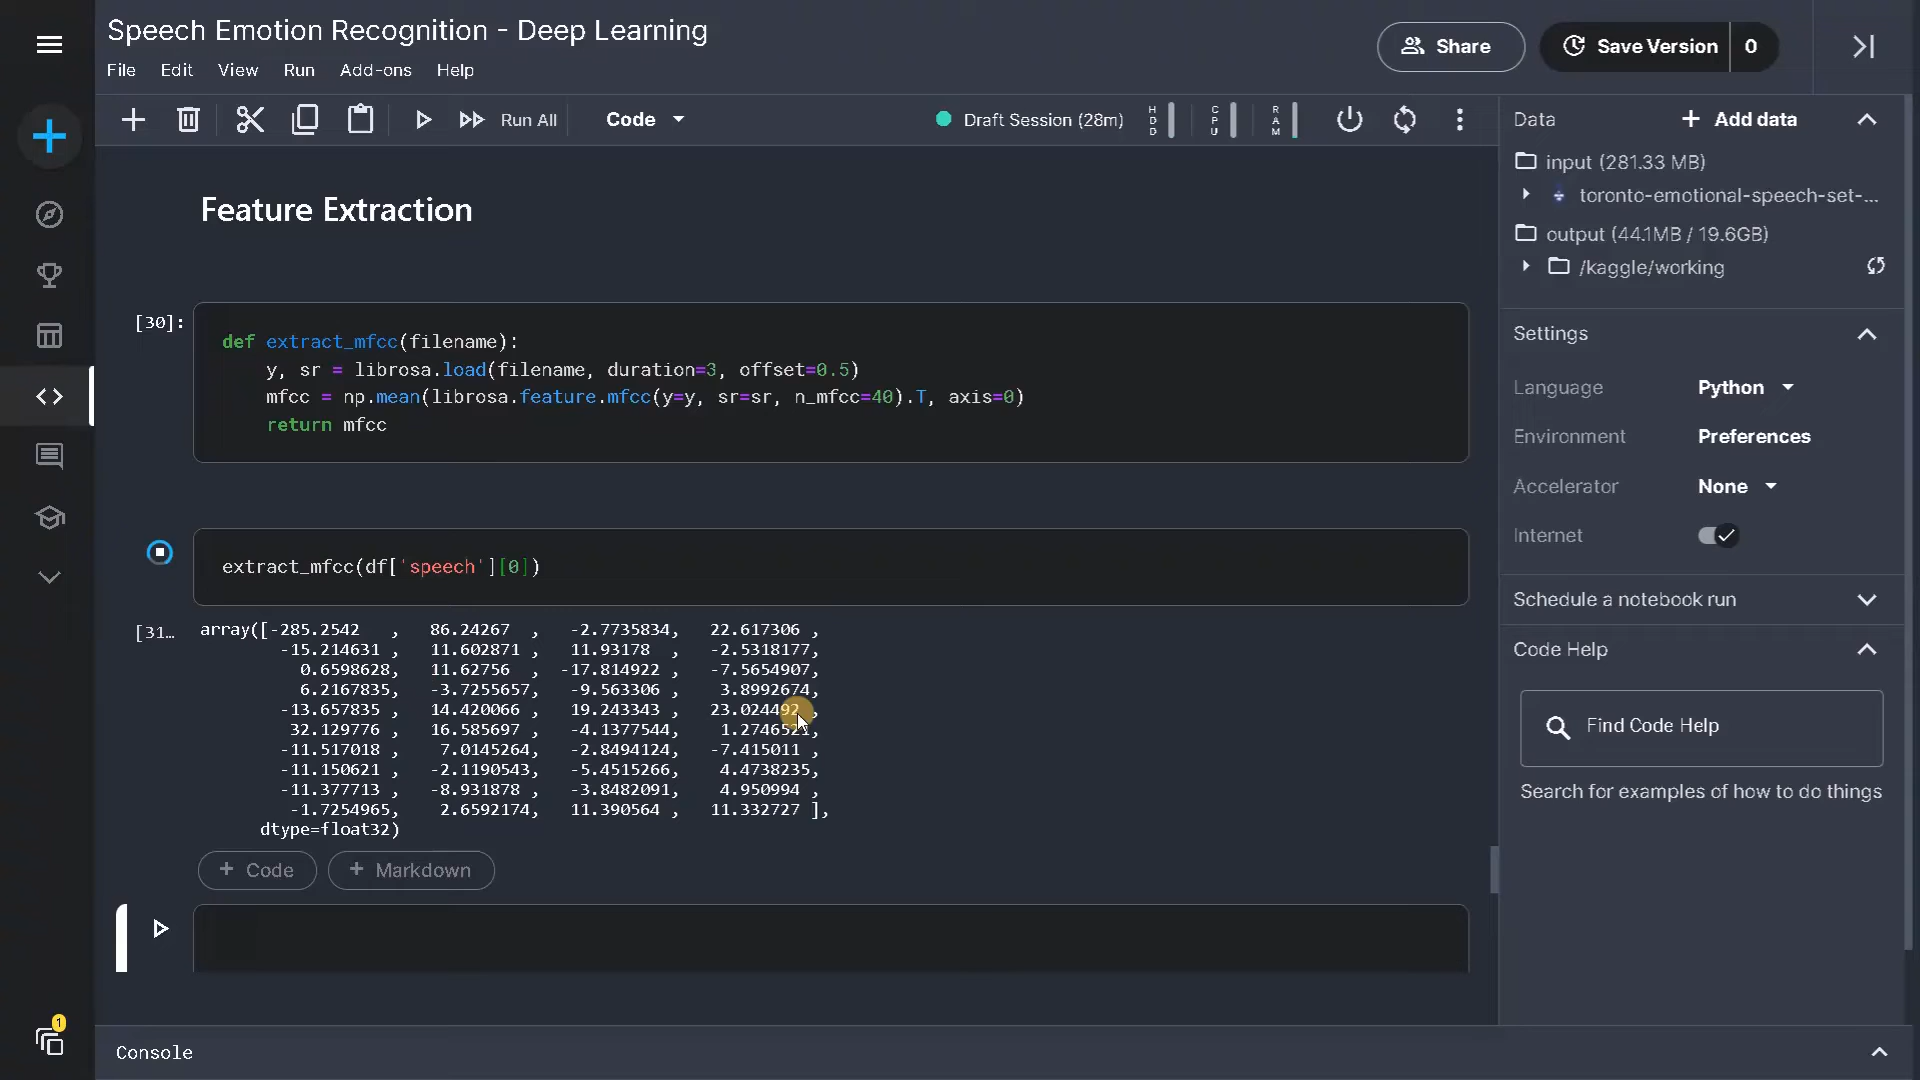 Speech Emotion Recognition - Deep Learning
File Edit View Run Add-ons Help
Share
Save Version 0
Run All
Code
Draft Session (28m)
HDD
CPU
RAM
Feature Extraction
[30]:
def extract_mfcc(filename):
    y, sr = librosa.load(filename, duration=3, offset=0.5)
    mfcc = np.mean(librosa.feature.mfcc(y=y, sr=sr, n_mfcc=40).T, axis=0)
    return mfcc
extract_mfcc(df['speech'][0])
[31…
array([-285.2542   ,   86.24267  ,   -2.7735834,   22.617306 ,
        -15.214631 ,   11.602871 ,   11.93178  ,   -2.5318177,
          0.6598628,   11.62756  ,  -17.814922 ,   -7.5654907,
          6.2167835,   -3.7255657,   -9.563306 ,    3.8992674,
        -13.657835 ,   14.420066 ,   19.243343 ,   23.024492 ,
         32.129776 ,   16.585697 ,   -4.1377544,
        -11.517018 ,    7.0145264,   -2.8494124,   -7.415011 ,
        -11.150621 ,   -2.1190543,   -5.4515266,    4.4738235,
        -11.377713 ,   -8.931878 ,   -3.8482091,    4.950994 ,
         -1.7254965,    2.6592174,   11.390564 ,   11.332727 ],
      dtype=float32)
+ Code + Markdown
Console
1
Data
+ Add data
input (281.33 MB)
toronto-emotional-speech-set-...
output (44.1MB / 19.6GB)
/kaggle/working
Settings
Language Python
Environment Preferences
Accelerator None
Internet
Schedule a notebook run
Code Help
Find Code Help
Search for examples of how to do things